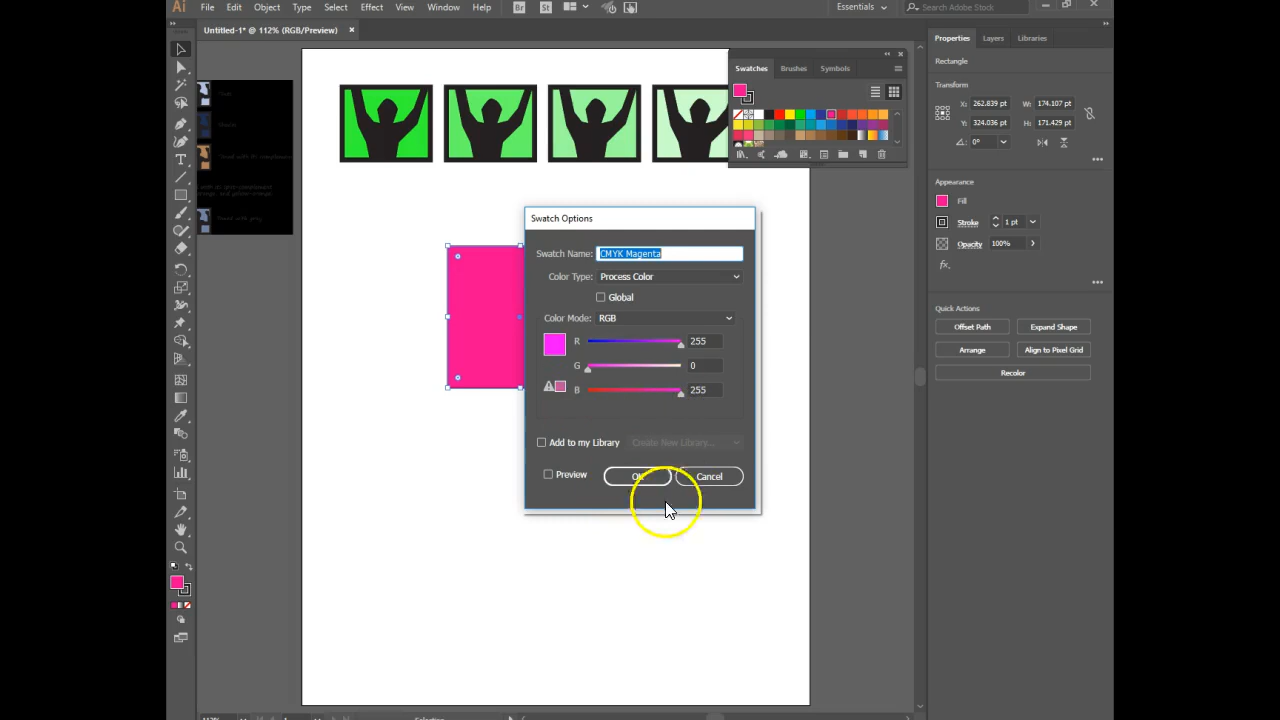 Ai File Edit Object Type Select Effect View Window Help Br St Essentials Search Adobe Stock
Untitled-1* @ 112% (RGB/Preview) ×
Properties Layers Libraries
Swatches Brushes Symbols
Rectangle
Transform
X: 262.839 pt W: 174.107 pt
Y: 324.036 pt H: 171.429 pt
0°
Appearance
Fill
Stroke 1 pt
Opacity 100%
fx.
Quick Actions
Offset Path Expand Shape
Arrange Align to Pixel Grid
Recolor
Swatch Options
Swatch Name: CMYK Magenta
Color Type: Process Color
Global
Color Mode: RGB
R 255
G 0
B 255
Add to my Library Create New Library...
Preview OK Cancel
Selection